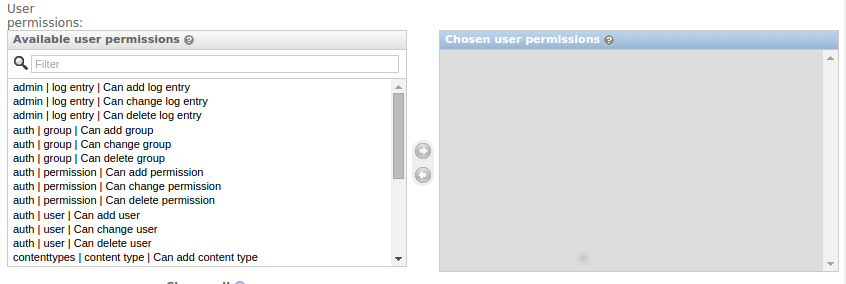 User
permissions:
Available user permissions
Chosen user permissions
Filter
admin | log entry | Can add log entry
admin | log entry | Can change log entry
admin | log entry | Can delete log entry
auth | group | Can add group
auth | group | Can change group
auth | group | Can delete group
auth | permission | Can add permission
auth | permission | Can change permission
auth | permission | Can delete permission
auth | user | Can add user
auth | user | Can change user
auth | user | Can delete user
contenttypes | content type | Can add content type